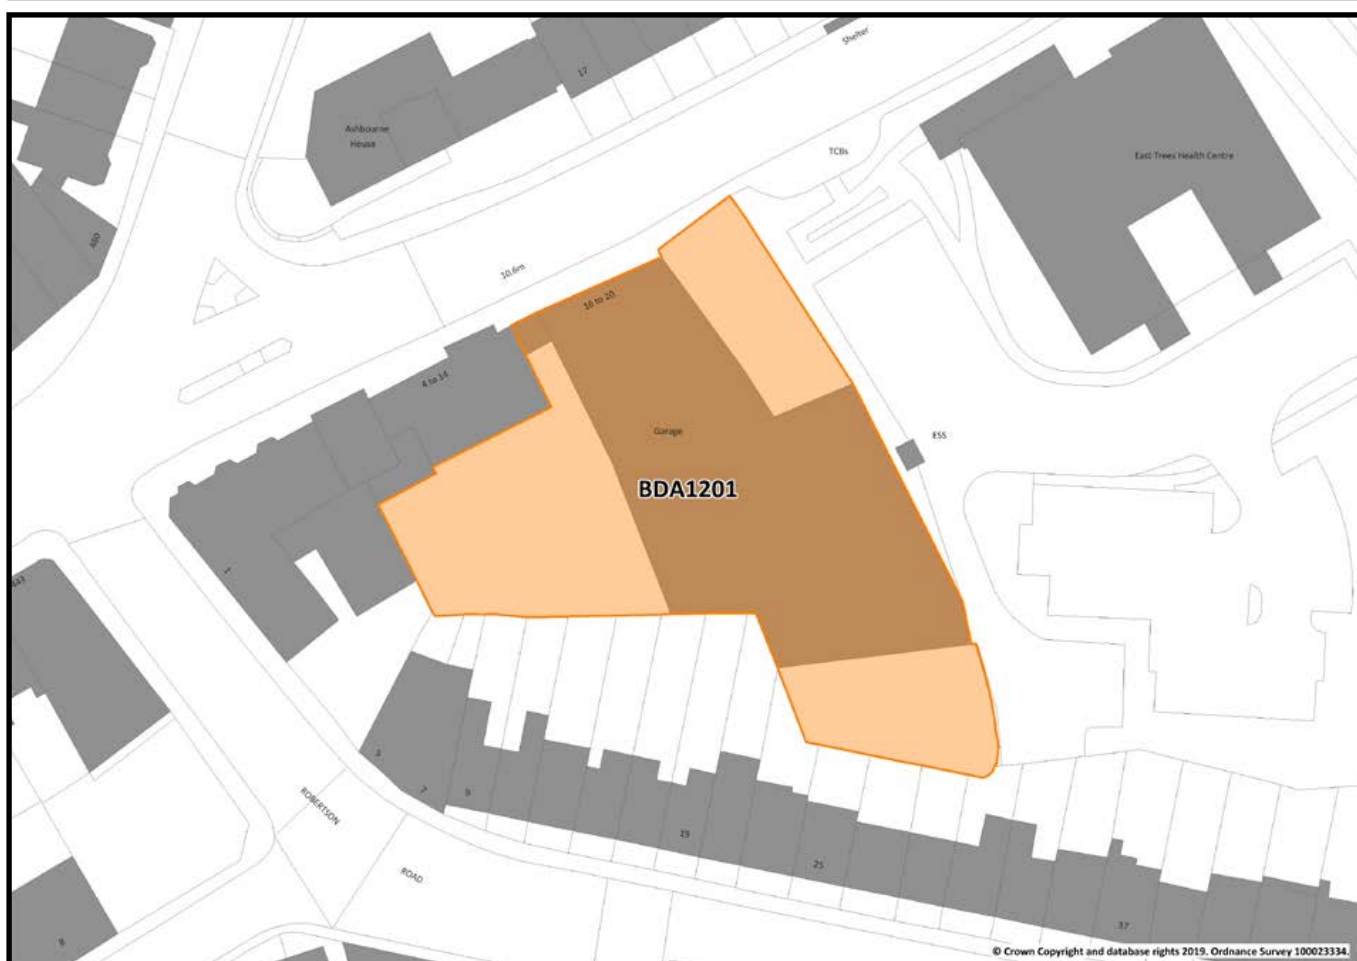 Shelter
17
Ashbourne
House
TCBs
East Trees Health Centre
10.6m
18 to 20
4 to 14
Garage
ESS
BDA1201
1
3
7
9
19
ROBERTSON
25
ROAD
37
8
© Crown Copyright and database rights 2019. Ordnance Survey 100023334.